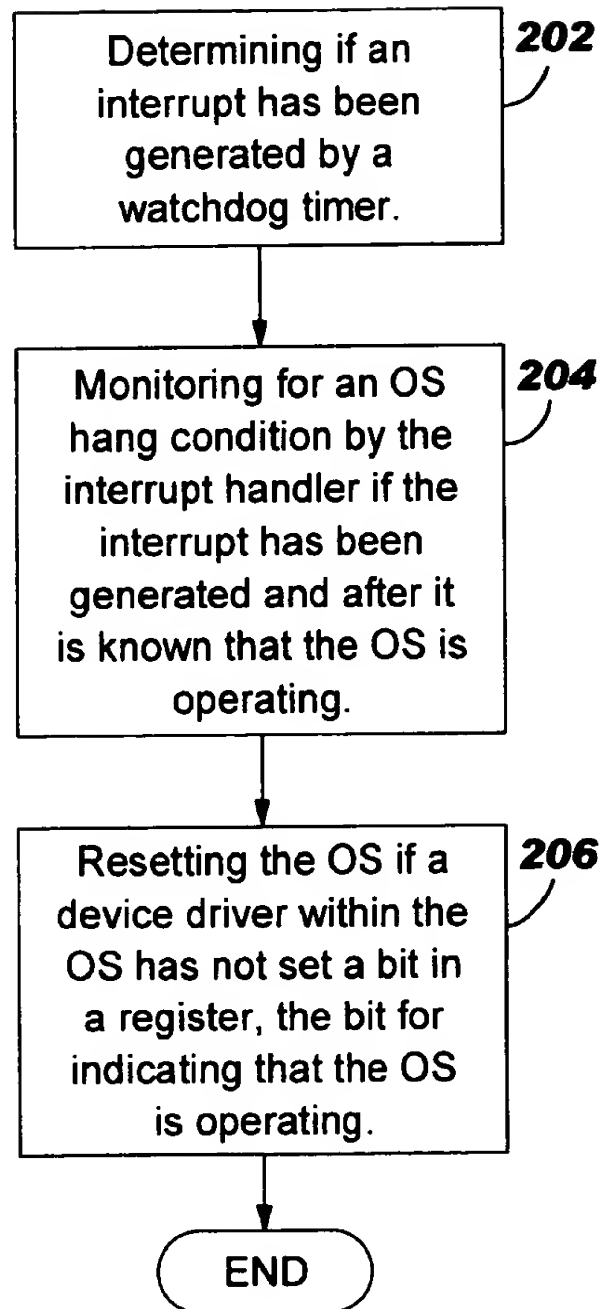 Determining if an
interrupt has been
generated by a
watchdog timer.
202
Monitoring for an OS
hang condition by the
interrupt handler if the
interrupt has been
generated and after it
is known that the OS is
operating.
204
Resetting the OS if a
device driver within the
OS has not set a bit in
a register, the bit for
indicating that the OS
is operating.
206
END